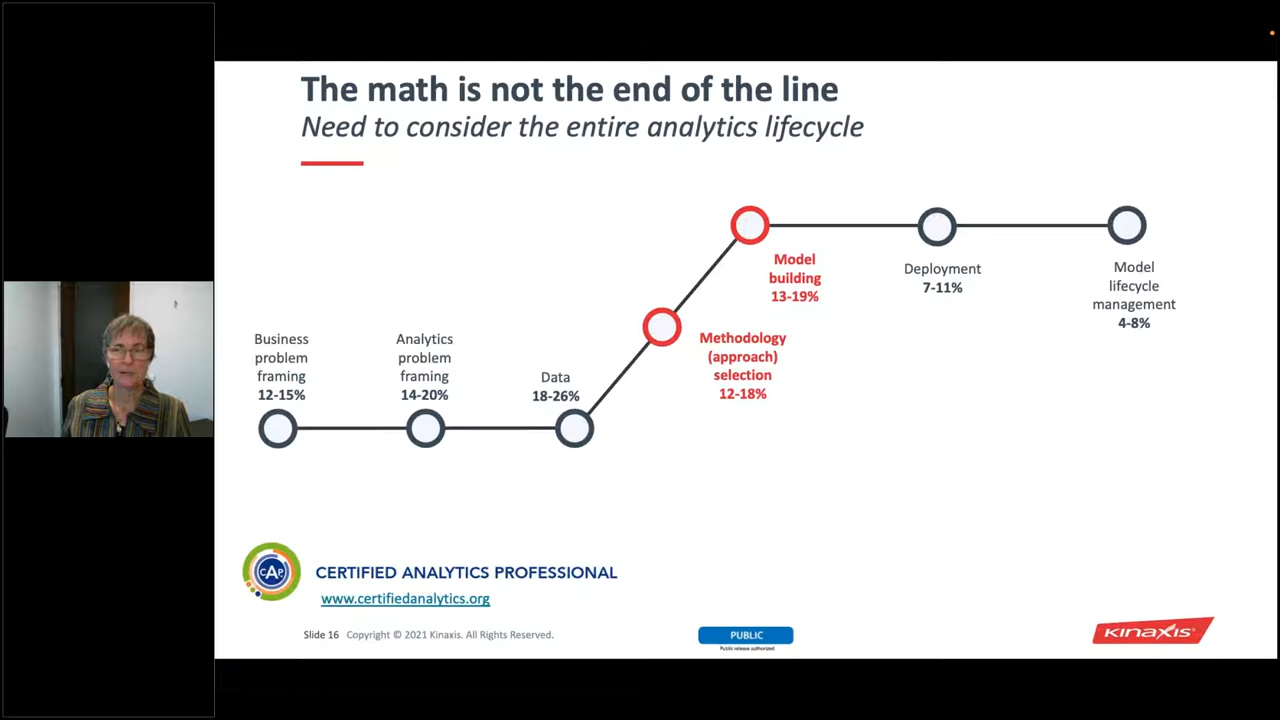 The math is not the end of the line
Need to consider the entire analytics lifecycle
Business
problem
framing
12-15%
Analytics
problem
framing
14-20%
Data
18-26%
Methodology
(approach)
selection
12-18%
Model
building
13-19%
Deployment
7-11%
Model
lifecycle
management
4-8%
CAP
CERTIFIED ANALYTICS PROFESSIONAL
www.certifiedanalytics.org
Slide 16 Copyright © 2021 Kinaxis. All Rights Reserved.
PUBLIC
Public release authorized
KINAXIS